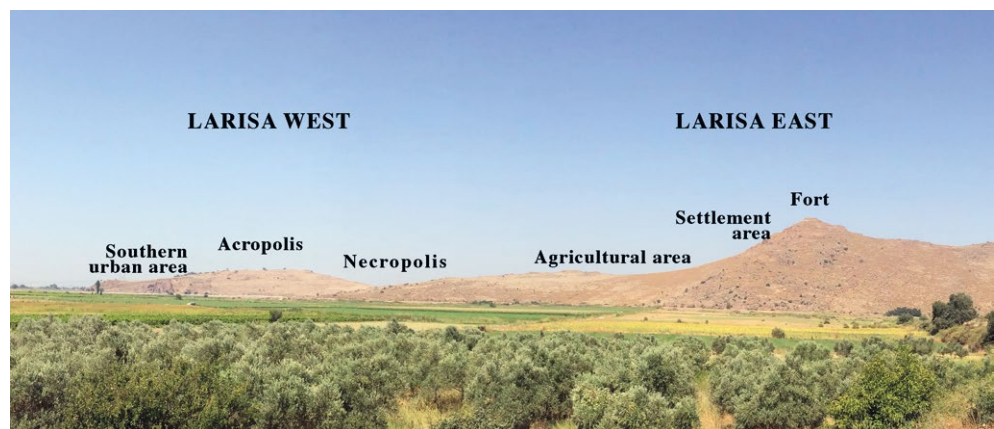 LARISA WEST
LARISA EAST
Fort
Settlement
area
Acropolis
Southern
urban area
Necropolis
Agricultural area